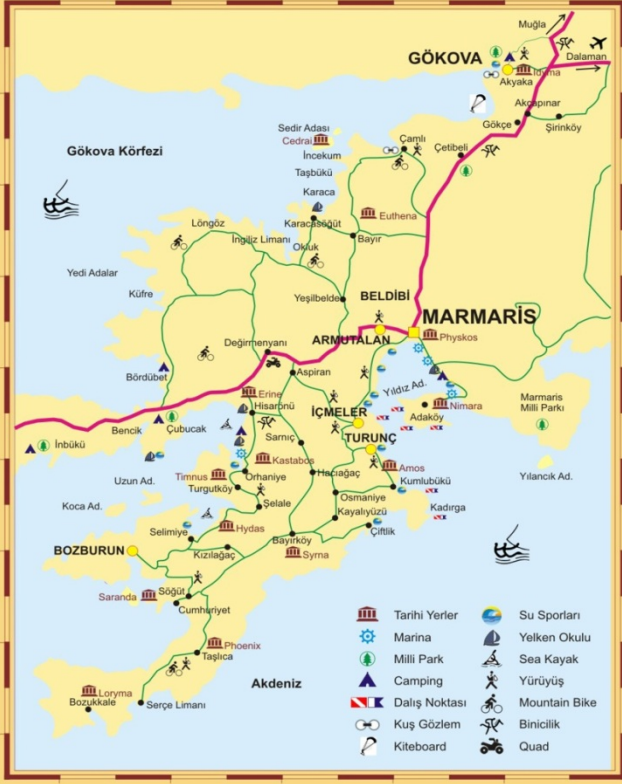 Muğla
Dalaman
GÖKOVA
Idyma
Akyaka
Akçapınar
Gökçe
Şirinköy
Sedir Adası
Cedrai
Çamlı
Çetibeli
Gökova Körfezi
İncekum
Taşbükü
Karaca
Euthena
Karacasöğüt
Löngöz
İngiliz Limanı
Okluk
Bayır
Yedi Adalar
Küfre
Yeşilbelde
BELDİBİ
MARMARİS
ARMUTALAN
Physkos
Değirmenyanı
Aspiran
Bördübet
Yıldız Ad.
Erine
Hisarönü
İÇMELER
Adaköy
Nimara
Marmaris
Milli Parkı
Bencik
Çubucak
İnbükü
Sarnıç
TURUNÇ
Kastabos
Amos
Timnus
Orhaniye
Hacıağaç
Kumlubükü
Yılancık Ad.
Uzun Ad.
Turgutköy
Osmaniye
Koca Ad.
Şelale
Kayalıyüzü
Kadırga
Selimiye
Hydas
Çiftlik
Bayırköy
BOZBURUN
Kızılağaç
Syrna
Saranda
Söğüt
Cumhuriyet
Phoenix
Taşlıca
Loryma
Bozukkale
Serçe Limanı
Akdeniz
Tarihi Yerler
Su Sporları
Marina
Yelken Okulu
Milli Park
Sea Kayak
Camping
Yürüyüş
Dalış Noktası
Mountain Bike
Kuş Gözlem
Binicilik
Kiteboard
Quad